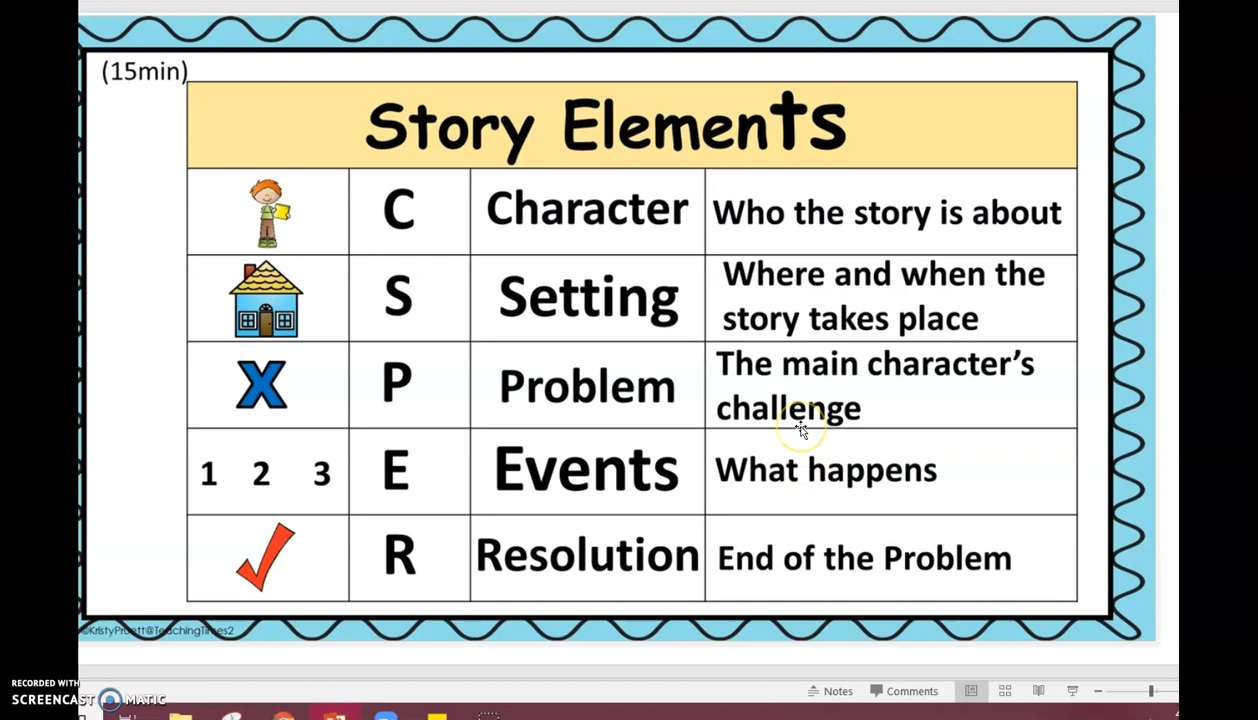 (15min)
Story Elements
C Character Who the story is about
S Setting Where and when the
story takes place
P Problem The main character's
challenge
1 2 3 E Events What happens
R Resolution End of the Problem
@KristyPruett@TeachingTimes2
Notes Comments
RECORDED WITH
SCREENCAST MATIC